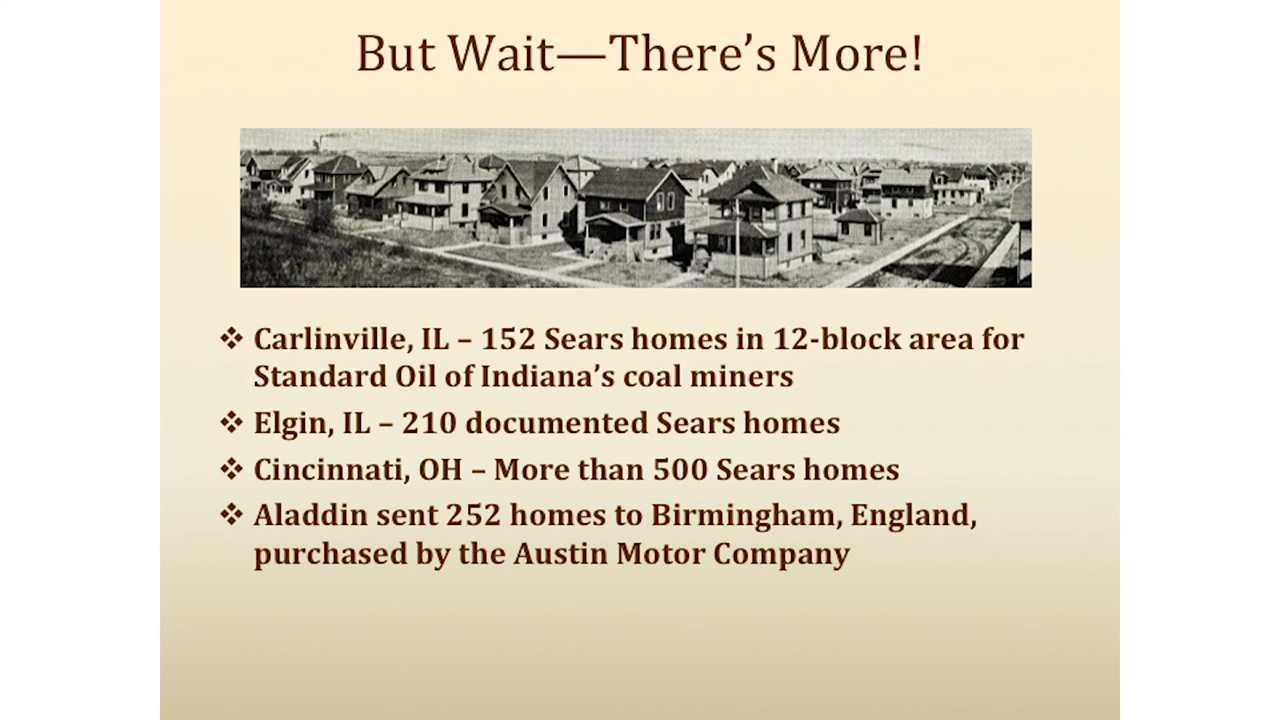 But Wait—There’s More!
❖ Carlinville, IL – 152 Sears homes in 12-block area for
Standard Oil of Indiana’s coal miners
❖ Elgin, IL – 210 documented Sears homes
❖ Cincinnati, OH – More than 500 Sears homes
❖ Aladdin sent 252 homes to Birmingham, England,
purchased by the Austin Motor Company